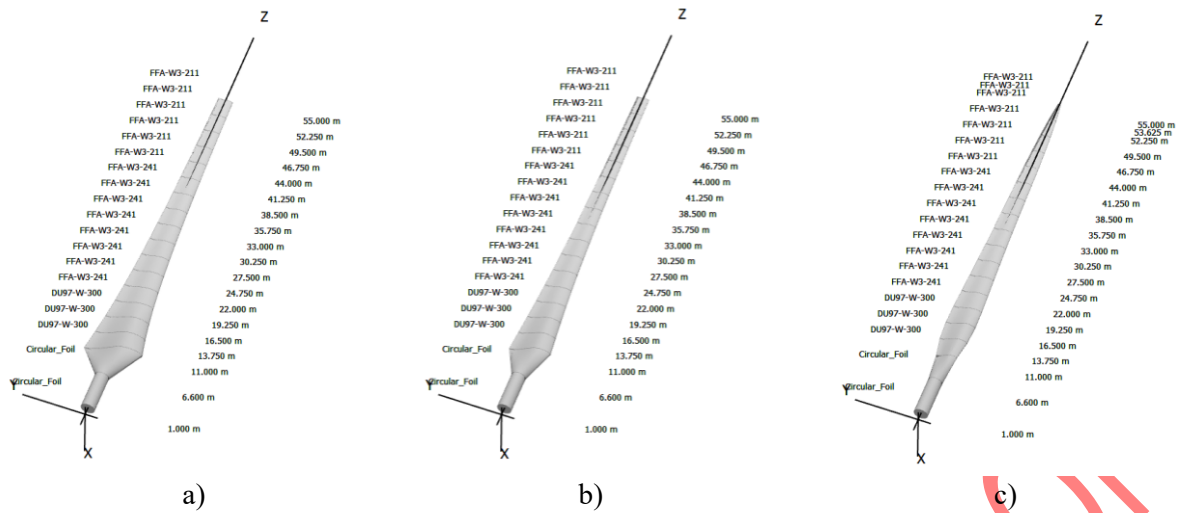 Z
FFA-W3-211
FFA-W3-211
FFA-W3-211
FFA-W3-211
FFA-W3-211
FFA-W3-211
FFA-W3-241
FFA-W3-241
FFA-W3-241
FFA-W3-241
FFA-W3-241
FFA-W3-241
FFA-W3-241
FFA-W3-241
DU97-W-300
DU97-W-300
DU97-W-300
Circular_Foil
Circular_Foil
Y
X
55.000 m
52.250 m
49.500 m
46.750 m
44.000 m
41.250 m
38.500 m
35.750 m
33.000 m
30.250 m
27.500 m
24.750 m
22.000 m
19.250 m
16.500 m
13.750 m
11.000 m
6.600 m
1.000 m
a)
Z
FFA-W3-211
FFA-W3-211
FFA-W3-211
FFA-W3-211
FFA-W3-211
FFA-W3-211
FFA-W3-241
FFA-W3-241
FFA-W3-241
FFA-W3-241
FFA-W3-241
FFA-W3-241
FFA-W3-241
FFA-W3-241
DU97-W-300
DU97-W-300
DU97-W-300
Circular_Foil
Circular_Foil
Y
X
55.000 m
52.250 m
49.500 m
46.750 m
44.000 m
41.250 m
38.500 m
35.750 m
33.000 m
30.250 m
27.500 m
24.750 m
22.000 m
19.250 m
16.500 m
13.750 m
11.000 m
6.600 m
1.000 m
b)
Z
FFA-W3-211
FFA-W3-211
FFA-W3-211
FFA-W3-211
FFA-W3-211
FFA-W3-211
FFA-W3-211
FFA-W3-241
FFA-W3-241
FFA-W3-241
FFA-W3-241
FFA-W3-241
FFA-W3-241
FFA-W3-241
FFA-W3-241
DU97-W-300
DU97-W-300
DU97-W-300
Circular_Foil
Circular_Foil
Y
X
55.000 m
53.625 m
52.250 m
49.500 m
46.750 m
44.000 m
41.250 m
38.500 m
35.750 m
33.000 m
30.250 m
27.500 m
24.750 m
22.000 m
19.250 m
16.500 m
13.750 m
11.000 m
6.600 m
1.000 m
c)